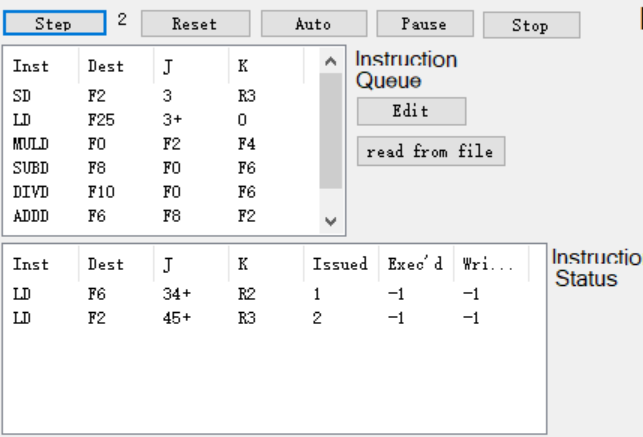 Step 2 Reset Auto Pause Stop
Inst Dest J K
SD F2 3 R3
LD F25 3+ 0
MULD F0 F2 F4
SUBD F8 F0 F6
DIVD F10 F0 F6
ADDD F6 F8 F2
Instruction
Queue
Edit
read from file
Inst Dest J K Issued Exec'd Wri...
LD F6 34+ R2 1 -1 -1
LD F2 45+ R3 2 -1 -1
Instructio
Status